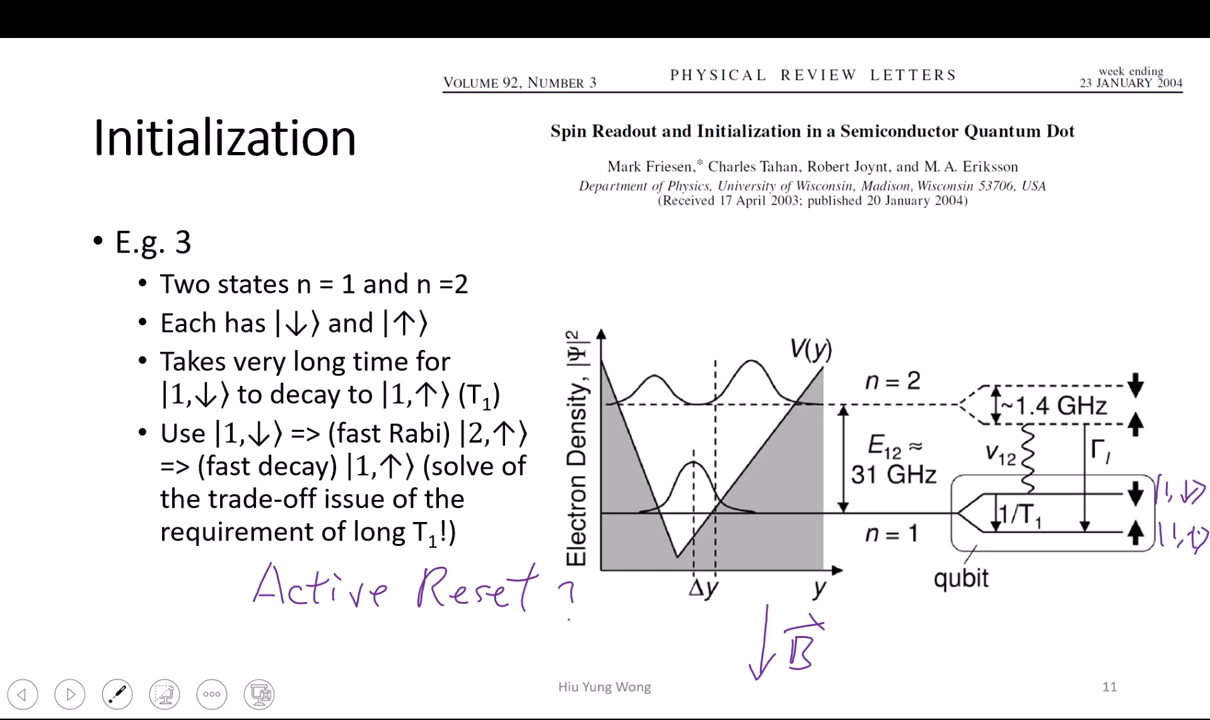 VOLUME 92, NUMBER 3
PHYSICAL REVIEW LETTERS
week ending
23 JANUARY 2004
Initialization
Spin Readout and Initialization in a Semiconductor Quantum Dot
Mark Friesen,* Charles Tahan, Robert Joynt, and M. A. Eriksson
Department of Physics, University of Wisconsin, Madison, Wisconsin 53706, USA
(Received 17 April 2003; published 20 January 2004)
• E.g. 3
• Two states n = 1 and n =2
• Each has |↓⟩ and |↑⟩
• Takes very long time for
|1,↓⟩ to decay to |1,↑⟩ (T₁)
• Use |1,↓⟩ => (fast Rabi) |2,↑⟩
=> (fast decay) |1,↑⟩ (solve of
the trade-off issue of the
requirement of long T₁!)
Active Reset ?
Electron Density, |Ψ|²
V(y)
Δy
y
B⃗
n = 2
E₁₂ ≈
31 GHz
n = 1
~1.4 GHz
ν₁₂
Γ_I
1/T₁
qubit
|1,↓⟩
|1,↑⟩
Hiu Yung Wong
11